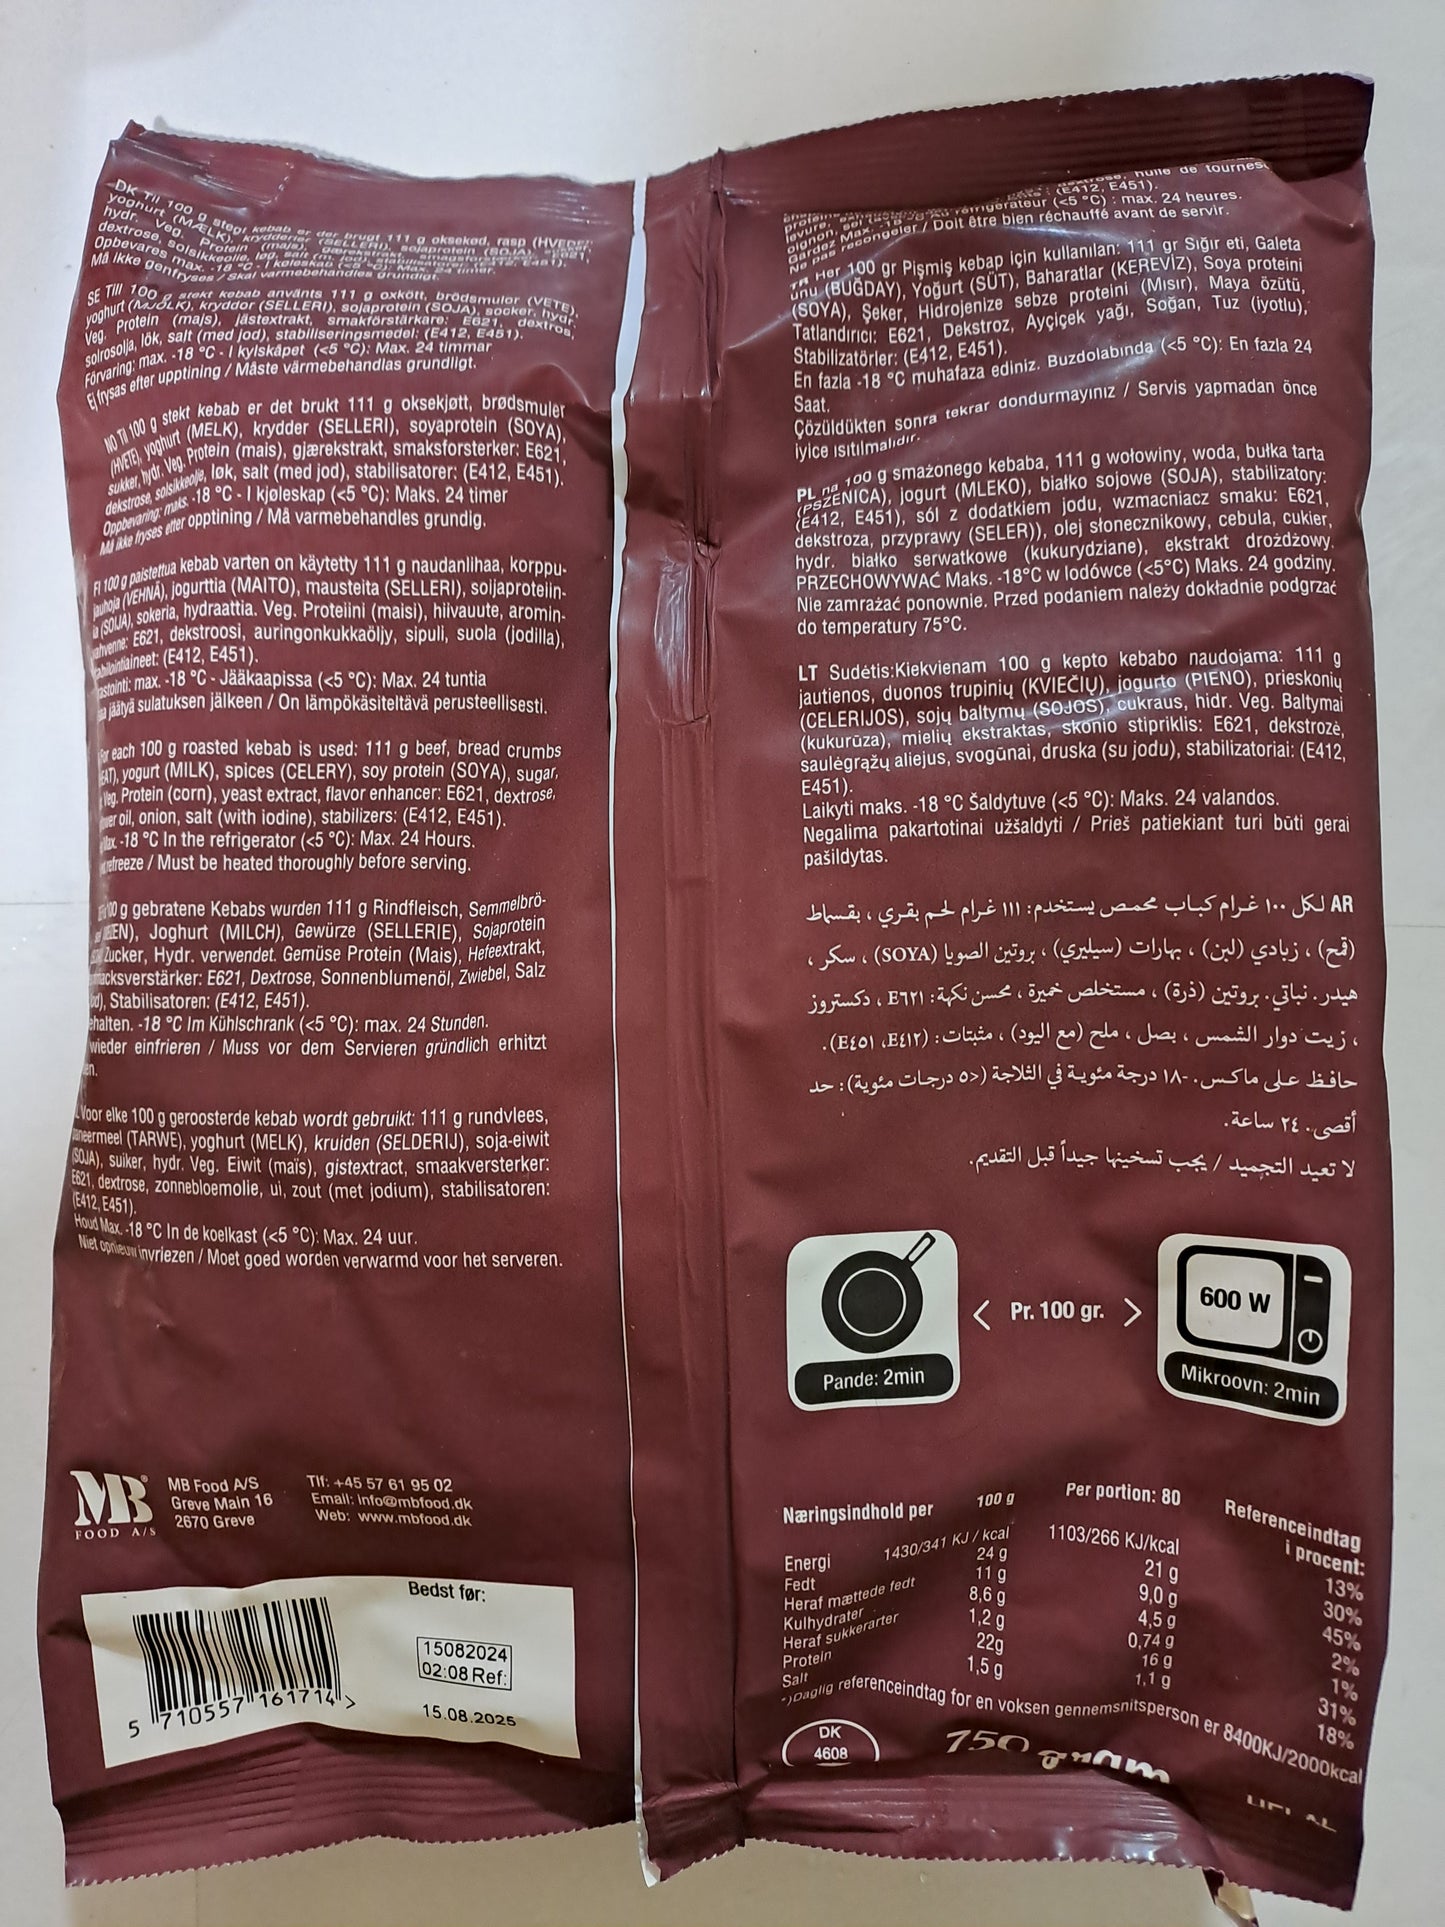 DK Til 100 g stegt kebab er der brugt 111 g oksekød, rasp (HVEDE),
yoghurt (MÆLK), krydderier (SELLERI), sojaprotein (SOJA),
hydr. Veg. Protein (majs), gærekstrakt, E621,
dextrose, solsikkeolie, løg, salt (E412, E451).
Opbevares max. -18 °C - I køleskab (<5 °C): Max. 24 timer.
Må ikke genfryses / Skal varmebehandles grundigt.
SE Till 100 g stekt kebab använts 111 g oxkött, brödsmulor (VETE),
yoghurt (MJÖLK), kryddor (SELLERI), sojaprotein (SOJA), socker, hydr.
Veg. Protein (majs), jästextrakt, smakförstärkare: E621, dextros,
solrosolja, lök, salt (med jod), stabiliseringsmedel: (E412, E451).
Förvaring: max. -18 °C - I kylskåpet (<5 °C): Max. 24 timmar
Ej frysas efter upptining / Måste värmebehandlas grundligt.
NO Til 100 g stekt kebab er det brukt 111 g oksekjøtt, brødsmuler
(HVETE), yoghurt (MELK), krydder (SELLERI), soyaprotein (SOYA),
sukker, hydr. Veg. Protein (mais), gjærekstrakt, smaksforsterker: E621,
dekstrose, solsikkeolje, løk, salt (med jod), stabilisatorer: (E412, E451).
Oppbevaring: maks. -18 °C - I kjøleskap (<5 °C): Maks. 24 timer
Må ikke fryses etter opptining / Må varmebehandles grundig.
FI 100 g paistettua kebab varten on käytetty 111 g naudanlihaa, korppu-
jauhoja (VEHNÄ), jogurttia (MAITO), mausteita (SELLERI), soijaproteiin-
ia (SOIJA), sokeria, hydraattia. Veg. Proteiini (maisi), hiivauute, aromin-
vahvenne: E621, dekstroosi, auringonkukkaöljy, sipuli, suola (jodilla),
stabilointiaineet: (E412, E451).
max. -18 °C - Jääkaapissa (<5 °C): Max. 24 tuntia
jäätyä sulatuksen jälkeen / On lämpökäsiteltävä perusteellisesti.
For each 100 g roasted kebab is used: 111 g beef, bread crumbs
yogurt (MILK), spices (CELERY), soy protein (SOYA), sugar,
Veg. Protein (corn), yeast extract, flavor enhancer: E621, dextrose,
oil, onion, salt (with iodine), stabilizers: (E412, E451).
-18 °C In the refrigerator (<5 °C): Max. 24 Hours.
refreeze / Must be heated thoroughly before serving.
100 g gebratene Kebabs wurden 111 g Rindfleisch, Semmelbrö-
Joghurt (MILCH), Gewürze (SELLERIE), Sojaprotein
Zucker, Hydr. verwendet. Gemüse Protein (Mais), Hefeextrakt,
E621, Dextrose, Sonnenblumenöl, Zwiebel, Salz
Stabilisatoren: (E412, E451).
-18 °C Im Kühlschrank (<5 °C): max. 24 Stunden.
wieder einfrieren / Muss vor dem Servieren gründlich erhitzt
Voor elke 100 g geroosterde kebab wordt gebruikt: 111 g rundvlees,
paneermeel (TARWE), yoghurt (MELK), kruiden (SELDERIJ), soja-eiwit
(SOJA), suiker, hydr. Veg. Eiwit (maïs), gistextract, smaakversterker:
E621, dextrose, zonnebloemolie, ui, zout (met jodium), stabilisatoren:
(E412, E451).
Houd Max. -18 °C In de koelkast (<5 °C): Max. 24 uur.
Niet opnieuw invriezen / Moet goed worden verwarmd voor het serveren.
MB
FOOD A/S
MB Food A/S
Greve Main 16
2670 Greve
Tlf: +45 57 61 95 02
Email: info@mbfood.dk
Web: www.mbfood.dk
Bedst før:
15082024
02:08 Ref:
15.08.2025
5 710557 161714 >
huile de tournes
(E412, E451).
réfrigérateur (<5 °C) : max. 24 heures.
Ne pas recongeler / Doit être bien réchauffé avant de servir.
TR Her 100 gr Pişmiş kebap için kullanılan: 111 gr Sığır eti, Galeta
unu (BUĞDAY), Yoğurt (SÜT), Baharatlar (KEREVİZ), Soya proteini
(SOYA), Şeker, Hidrojenize sebze proteini (Mısır), Maya özütü,
Tatlandırıcı: E621, Dekstroz, Ayçiçek yağı, Soğan, Tuz (iyotlu),
Stabilizatörler: (E412, E451).
En fazla -18 °C muhafaza ediniz. Buzdolabında (<5 °C): En fazla 24
Saat.
Çözüldükten sonra tekrar dondurmayınız / Servis yapmadan önce
iyice ısıtılmalıdır.
PL na 100 g smażonego kebaba, 111 g wołowiny, woda, bułka tarta
(PSZENICA), jogurt (MLEKO), białko sojowe (SOJA), stabilizatory:
(E412, E451), sól z dodatkiem jodu, wzmacniacz smaku: E621,
dekstroza, przyprawy (SELER)), olej słonecznikowy, cebula, cukier,
hydr. białko serwatkowe (kukurydziane), ekstrakt drożdżowy.
PRZECHOWYWAĆ Maks. -18°C w lodówce (<5°C) Maks. 24 godziny.
Nie zamrażać ponownie. Przed podaniem należy dokładnie podgrzać
do temperatury 75°C.
LT Sudėtis:Kiekvienam 100 g kepto kebabo naudojama: 111 g
jautienos, duonos trupinių (KVIEČIŲ), jogurto (PIENO), prieskonių
(CELERIJOS), sojų baltymų (SOJOS), cukraus, hidr. Veg. Baltymai
(kukurūza), mielių ekstraktas, skonio stipriklis: E621, dekstrozė,
saulėgrąžų aliejus, svogūnai, druska (su jodu), stabilizatoriai: (E412,
E451).
Laikyti maks. -18 °C Šaldytuve (<5 °C): Maks. 24 valandos.
Negalima pakartotinai užšaldyti / Prieš patiekiant turi būti gerai
pašildytas.
AR لكل ١٠٠ غرام كباب محمص يستخدم: ١١١ غرام لحم بقري ، بقسماط
(قمح) ، زبادي (لبن) ، بهارات (سيليري) ، بروتين الصويا (SOYA) ، سكر ،
هيدر. نباتي. بروتين (ذرة) ، مستخلص خميرة ، محسن نكهة: E٦٢١ ، دكستروز
، زيت دوار الشمس ، بصل ، ملح (مع اليود) ، مثبتات: (E٤١٢، E٤٥١).
حافظ على ماكس. -١٨ درجة مئوية في الثلاجة (<٥ درجات مئوية): حد
أقصى. ٢٤ ساعة.
لا تعيد التجميد / يجب تسخينها جيداً قبل التقديم.
Pande: 2min
< Pr. 100 gr. >
600 W
Mikroovn: 2min
Næringsindhold per 100 g Per portion: 80 Referenceindtag
i procent:
Energi 1430/341 KJ / kcal 1103/266 KJ/kcal 13%
Fedt 24 g 21 g 30%
Heraf mættede fedt 11 g 9,0 g 45%
Kulhydrater 8,6 g 4,5 g 2%
Heraf sukkerarter 1,2 g 0,74 g 1%
Protein 22g 16 g 31%
Salt 1,5 g 1,1 g 18%
*)Daglig referenceindtag for en voksen gennemsnitsperson er 8400KJ/2000kcal
DK
4608
750 gram